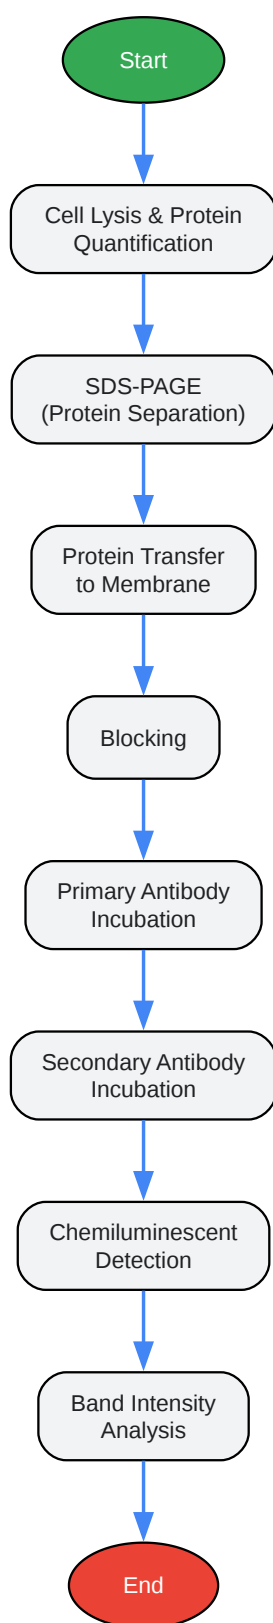 Start
Cell Lysis & Protein
Quantification
SDS-PAGE
(Protein Separation)
Protein Transfer
to Membrane
Blocking
Primary Antibody
Incubation
Secondary Antibody
Incubation
Chemiluminescent
Detection
Band Intensity
Analysis
End